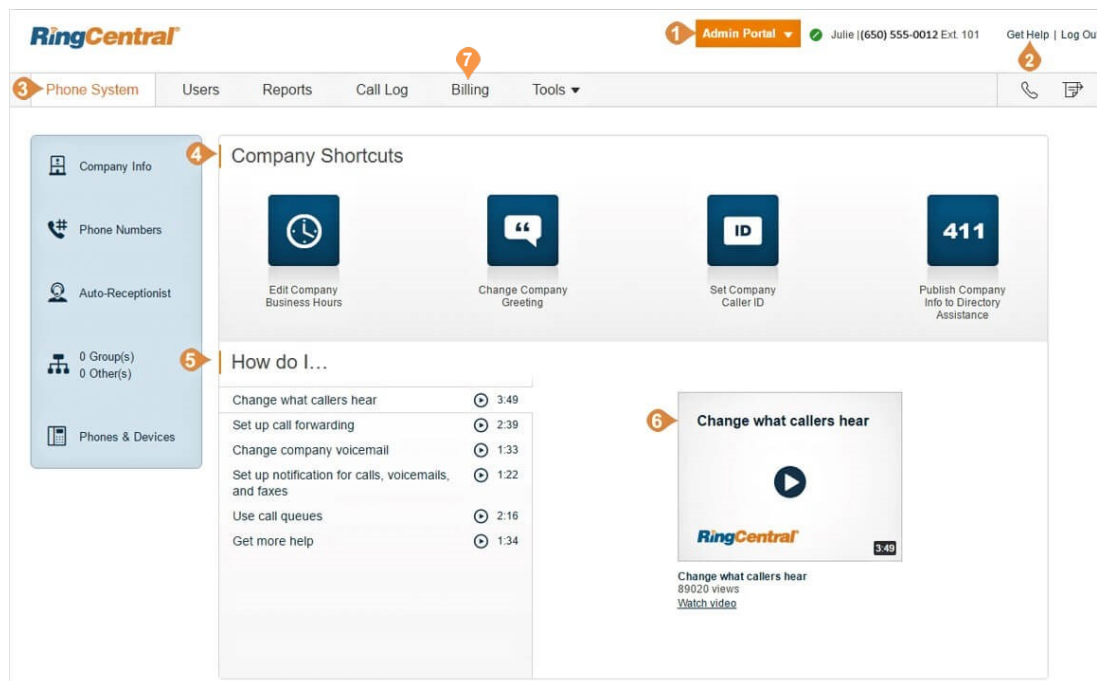 RingCentral®
1 Admin Portal Julie | (650) 555-0012 Ext. 101 Get Help | Log Ou
2
7
3 Phone System Users Reports Call Log Billing Tools
Company Info
Phone Numbers
Auto-Receptionist
0 Group(s)
0 Other(s)
Phones & Devices
4 Company Shortcuts
“
ID
411
Edit Company
Business Hours
Change Company
Greeting
Set Company
Caller ID
Publish Company
Info to Directory
Assistance
5 How do I…
Change what callers hear 3:49
Set up call forwarding 2:39
Change company voicemail 1:33
Set up notification for calls, voicemails, 1:22
and faxes
Use call queues 2:16
Get more help 1:34
6 Change what callers hear
RingCentral®
3:49
Change what callers hear
89020 views
Watch video